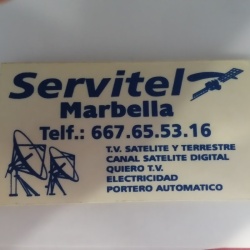 Servitel
Marbella
Telf.: 667.65.53.16
T.V. SATELITE Y TERRESTRE
CANAL SATELITE DIGITAL
QUIERO T.V.
ELECTRICIDAD
PORTERO AUTOMATICO